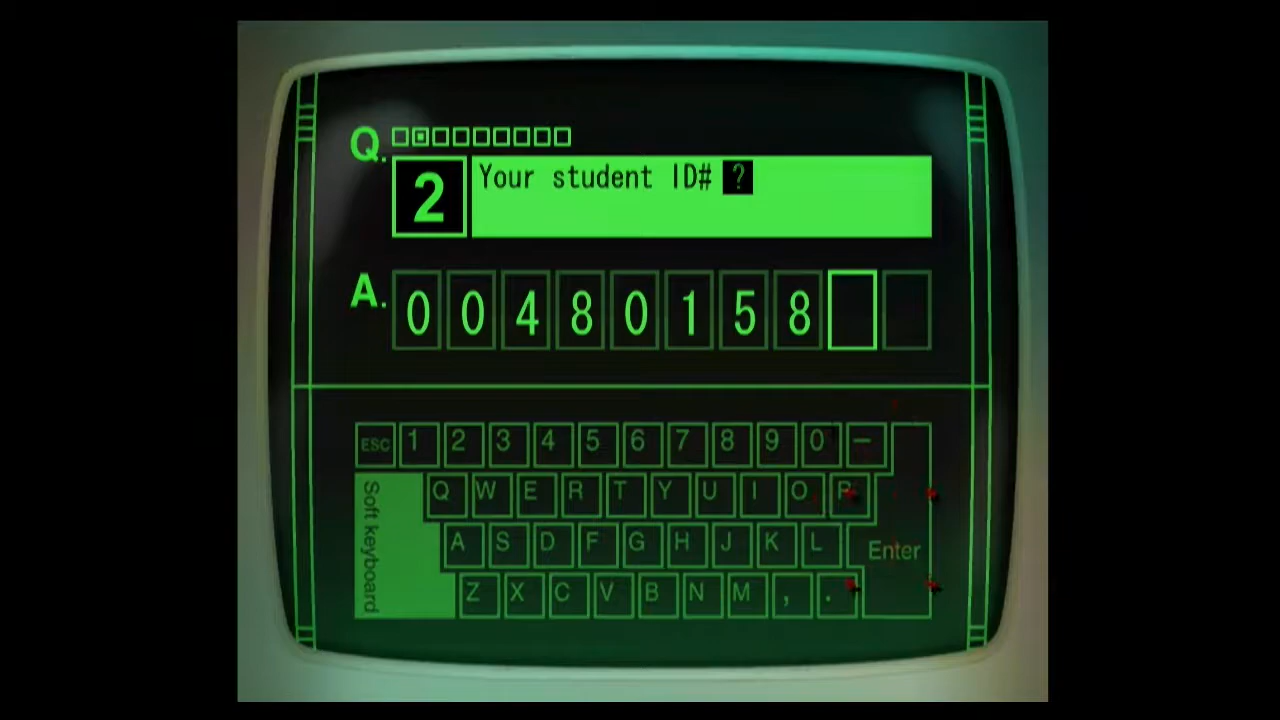 Q.
2 Your student ID# ?
A. 0 0 4 8 0 1 5 8
ESC 1 2 3 4 5 6 7 8 9 0 —
Q W E R T Y U I O P
A S D F G H J K L Enter
Z X C V B N M , .
Soft keyboard